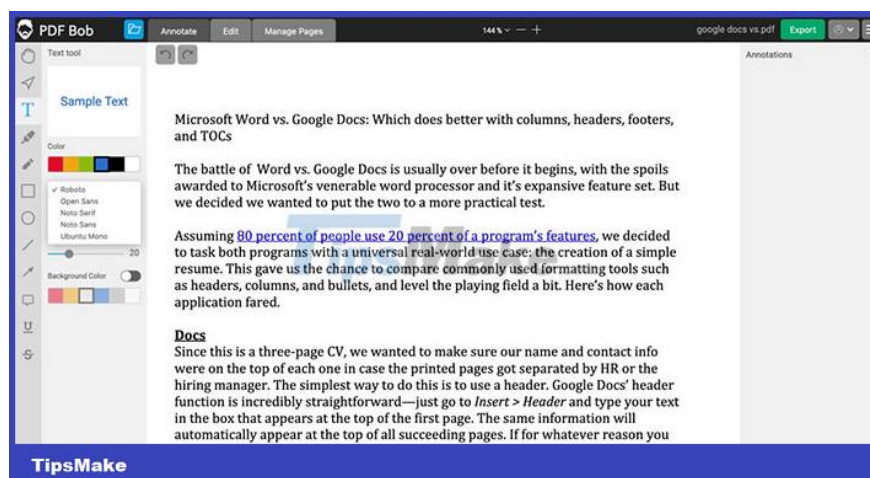 PDF Bob
Annotate
Edit
Manage Pages
144%
google docs vs.pdf
Export
Text tool
Annotations
Sample Text
Color
✓ Roboto
Open Sans
Noto Serif
Noto Sans
Ubuntu Mono
20
Background Color
Microsoft Word vs. Google Docs: Which does better with columns, headers, footers,
and TOCs
The battle of Word vs. Google Docs is usually over before it begins, with the spoils
awarded to Microsoft's venerable word processor and it's expansive feature set. But
we decided we wanted to put the two to a more practical test.
Assuming 80 percent of people use 20 percent of a program's features, we decided
to task both programs with a universal real-world use case: the creation of a simple
resume. This gave us the chance to compare commonly used formatting tools such
as headers, columns, and bullets, and level the playing field a bit. Here's how each
application fared.
Docs
Since this is a three-page CV, we wanted to make sure our name and contact info
were on the top of each one in case the printed pages got separated by HR or the
hiring manager. The simplest way to do this is to use a header. Google Docs' header
function is incredibly straightforward—just go to Insert > Header and type your text
in the box that appears at the top of the first page. The same information will
automatically appear at the top of all succeeding pages. If for whatever reason you
TipsMake
TipsMake